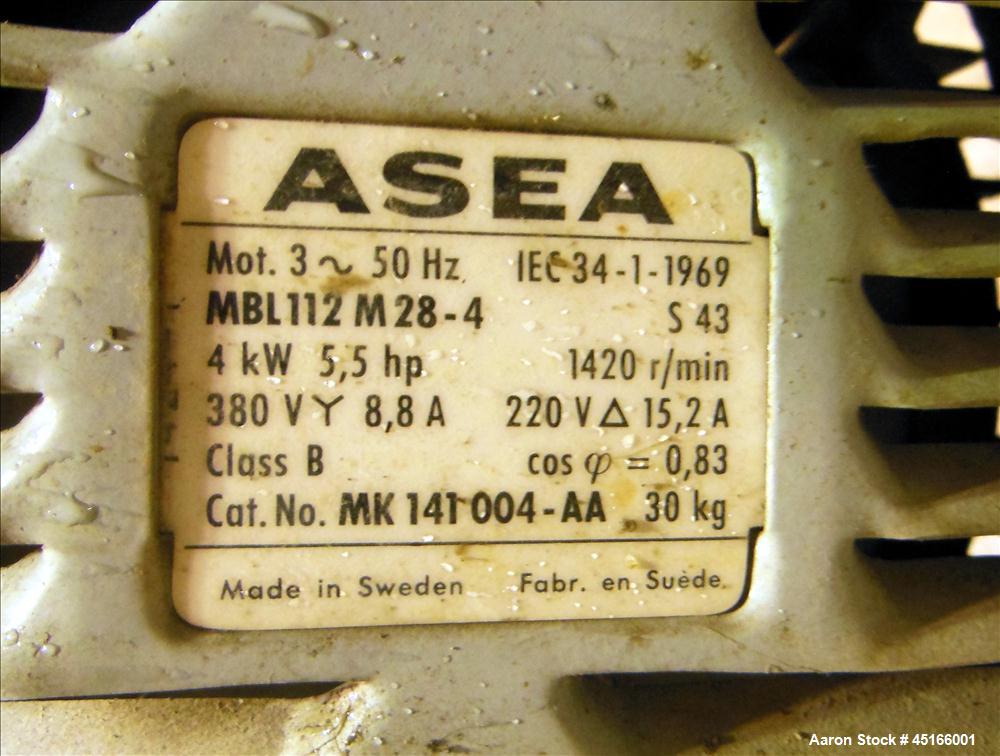 ASEA
Mot. 3 ~ 50 Hz. IEC 34-1-1969
MBL112 M28-4 S 43
4 kW 5,5 hp 1420 r/min
380 V Y 8,8 A 220 V Δ 15,2 A
Class B cos φ = 0,83
Cat. No. MK 141 004-AA 30 kg
Made in Sweden Fabr. en Suède.
Aaron Stock # 45166001